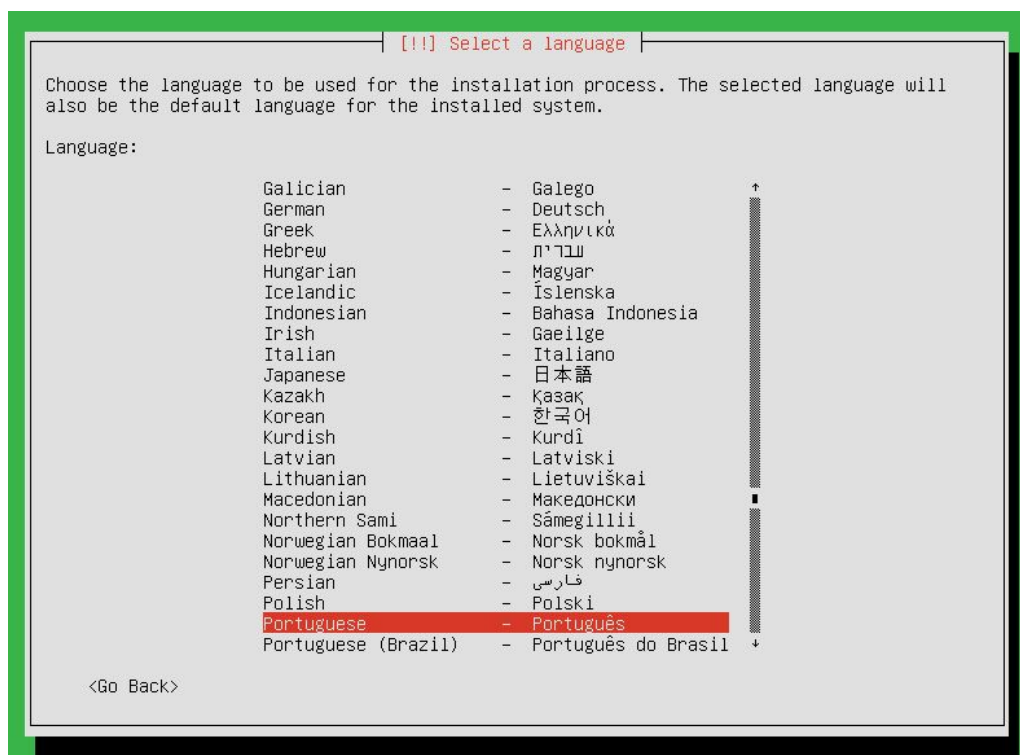 [!!] Select a language
Choose the language to be used for the installation process. The selected language will
also be the default language for the installed system.
Language:
Galician - Galego
German - Deutsch
Greek - Ελληνικά
Hebrew - עברית
Hungarian - Magyar
Icelandic - Íslenska
Indonesian - Bahasa Indonesia
Irish - Gaeilge
Italian - Italiano
Japanese - 日本語
Kazakh - Қазақ
Korean - 한국어
Kurdish - Kurdî
Latvian - Latviski
Lithuanian - Lietuviškai
Macedonian - Македонски
Northern Sami - Sámegillii
Norwegian Bokmaal - Norsk bokmål
Norwegian Nynorsk - Norsk nynorsk
Persian - فارسی
Polish - Polski
Portuguese - Português
Portuguese (Brazil) - Português do Brasil
<Go Back>